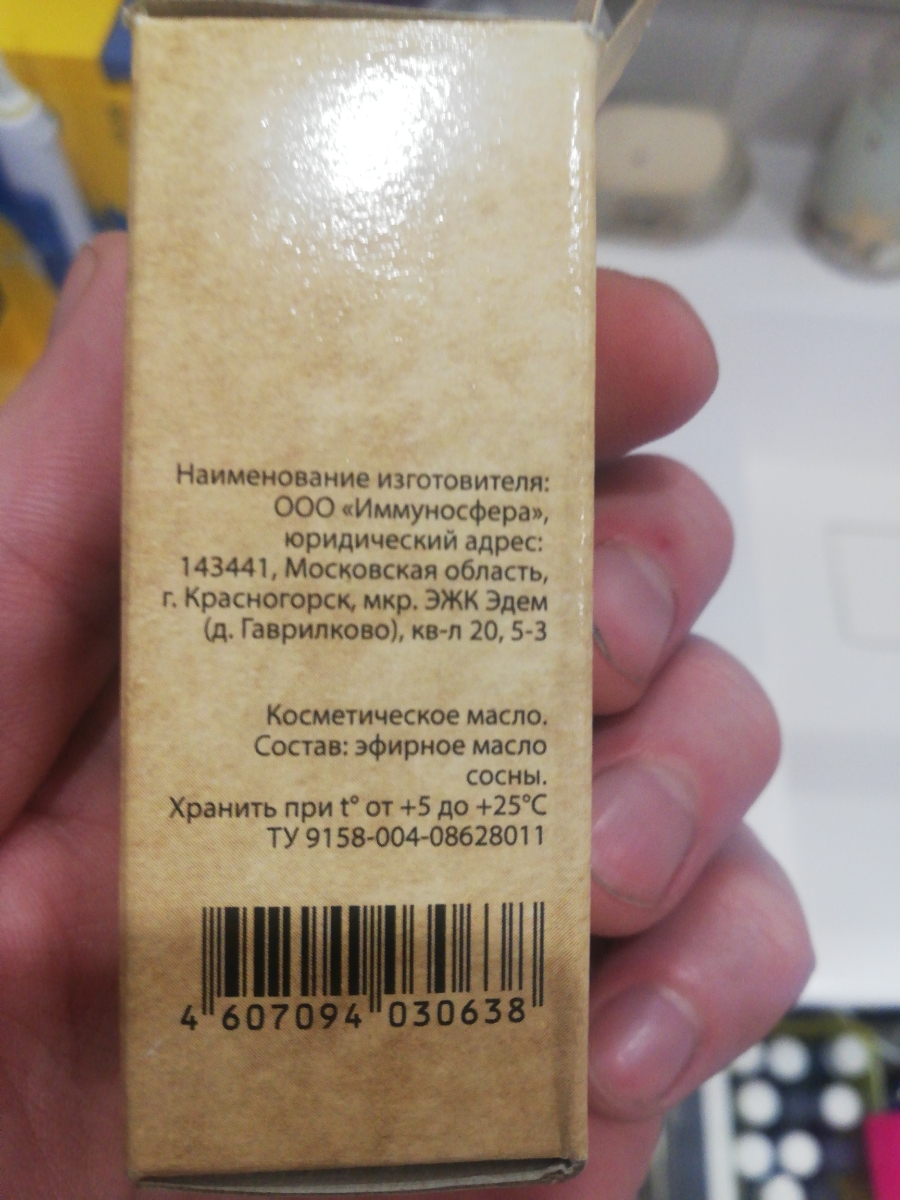 Наименование изготовителя:
ООО «Иммуносфера»,
юридический адрес:
143441, Московская область,
г. Красногорск, мкр. ЭЖК Эдем
(д. Гаврилково), кв-л 20, 5-3
Косметическое масло.
Состав: эфирное масло
сосны.
Хранить при t° от +5 до +25°C
ТУ 9158-004-08628011
4 607094 030638